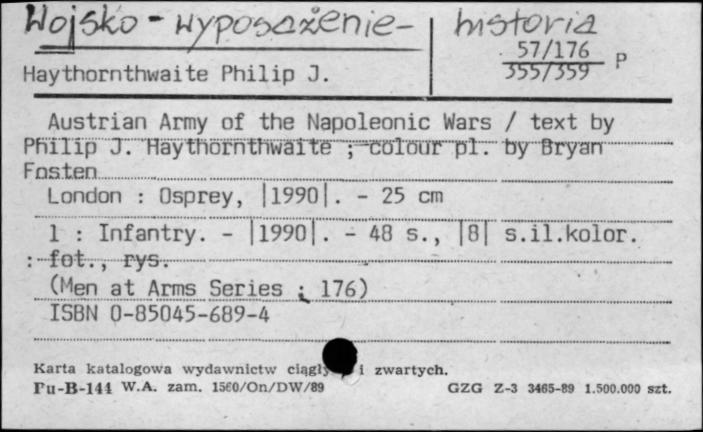 Wojsko - wyposażenie - historia
57/176
355/359 P
Haythornthwaite Philip J.
Austrian Army of the Napoleonic Wars / text by
Philip J. Haythornthwaite ; colour pl. by Bryan
Fosten
London : Osprey, |1990|. - 25 cm
1 : Infantry. - |1990|. - 48 s., |8| s.il.kolor.
: fot., rys.
(Men at Arms Series ; 176)
ISBN 0-85045-689-4
Karta katalogowa wydawnictw ciągły i zwartych.
Pu-B-144 W.A. zam. 1560/On/DW/89 GZG Z-3 3465-89 1.500.000 szt.